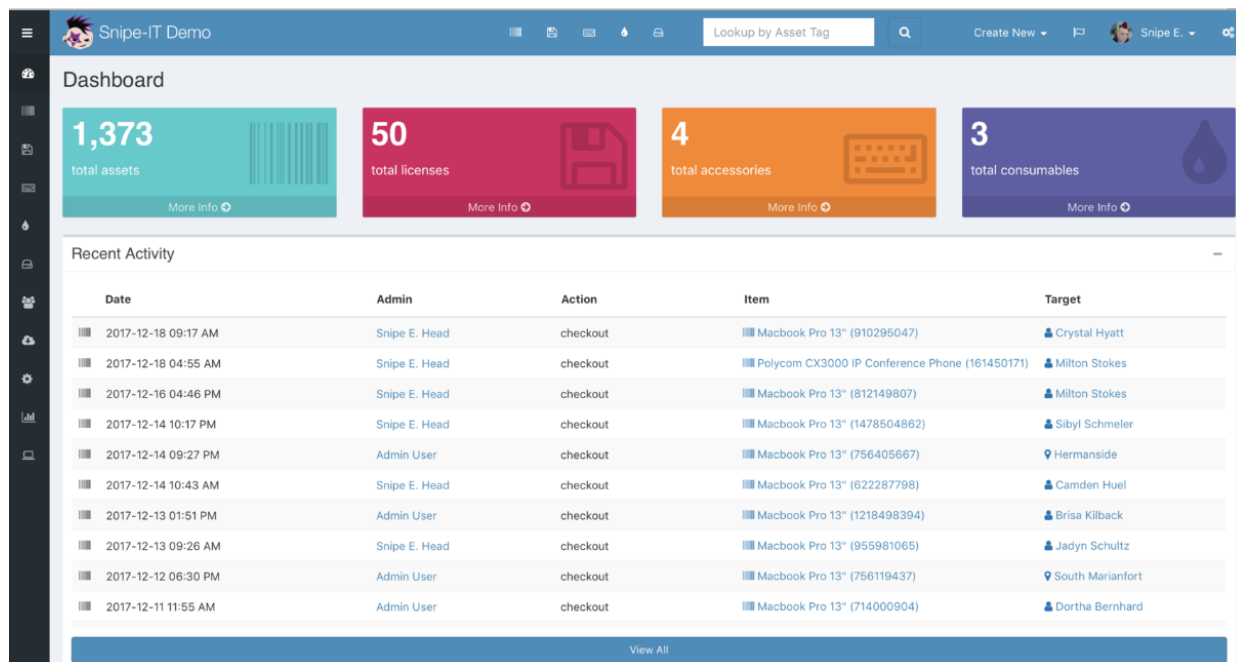 Snipe-IT Demo
Lookup by Asset Tag
Create New
Snipe E.
Dashboard
1,373
total assets
More Info
50
total licenses
More Info
4
total accessories
More Info
3
total consumables
More Info
Recent Activity
Date Admin Action Item Target
2017-12-18 09:17 AM Snipe E. Head checkout Macbook Pro 13" (910295047) Crystal Hyatt
2017-12-18 04:55 AM Snipe E. Head checkout Polycom CX3000 IP Conference Phone (161450171) Milton Stokes
2017-12-16 04:46 PM Snipe E. Head checkout Macbook Pro 13" (812149807) Milton Stokes
2017-12-14 10:17 PM Snipe E. Head checkout Macbook Pro 13" (1478504862) Sibyl Schmeler
2017-12-14 09:27 PM Admin User checkout Macbook Pro 13" (756405667) Hermanside
2017-12-14 10:43 AM Snipe E. Head checkout Macbook Pro 13" (622287798) Camden Huel
2017-12-13 01:51 PM Admin User checkout Macbook Pro 13" (1218498394) Brisa Kilback
2017-12-13 09:26 AM Snipe E. Head checkout Macbook Pro 13" (955981065) Jadyn Schultz
2017-12-12 06:30 PM Admin User checkout Macbook Pro 13" (756119437) South Marianfort
2017-12-11 11:55 AM Admin User checkout Macbook Pro 13" (714000904) Dortha Bernhard
View All